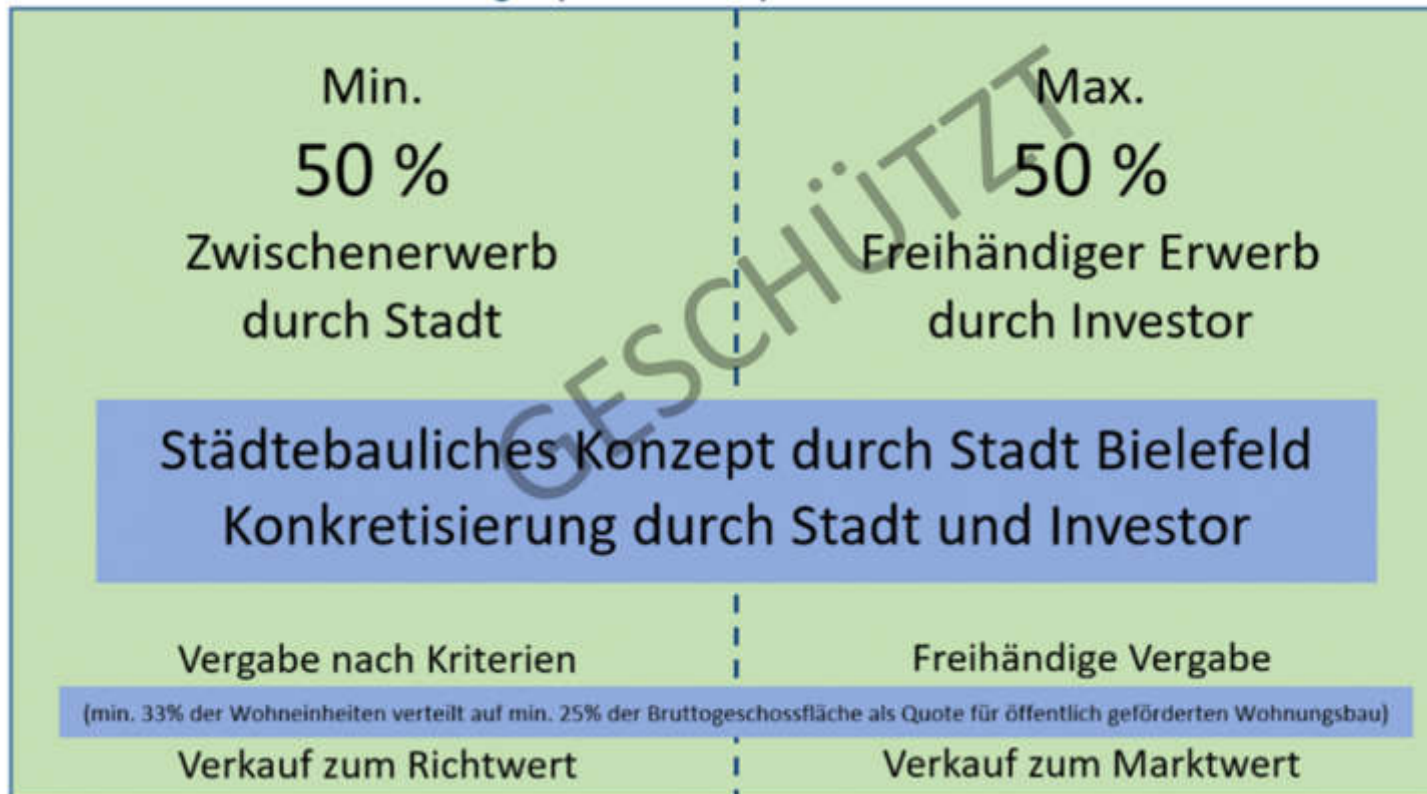 Min.
50 %
Zwischenerwerb
durch Stadt
Max.
50 %
Freihändiger Erwerb
durch Investor
GESCHÜTZT
Städtebauliches Konzept durch Stadt Bielefeld
Konkretisierung durch Stadt und Investor
Vergabe nach Kriterien
Freihändige Vergabe
(min. 33% der Wohneinheiten verteilt auf min. 25% der Bruttogeschossfläche als Quote für öffentlich geförderten Wohnungsbau)
Verkauf zum Richtwert
Verkauf zum Marktwert